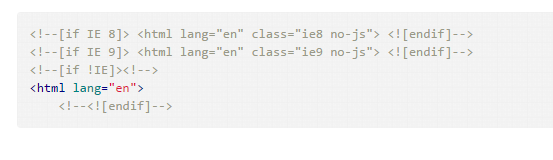 <!--[if IE 8]> <html lang="en" class="ie8 no-js"> <![endif]-->
<!--[if IE 9]> <html lang="en" class="ie9 no-js"> <![endif]-->
<!--[if !IE]><!-->
<html lang="en">
    <!--<![endif]-->